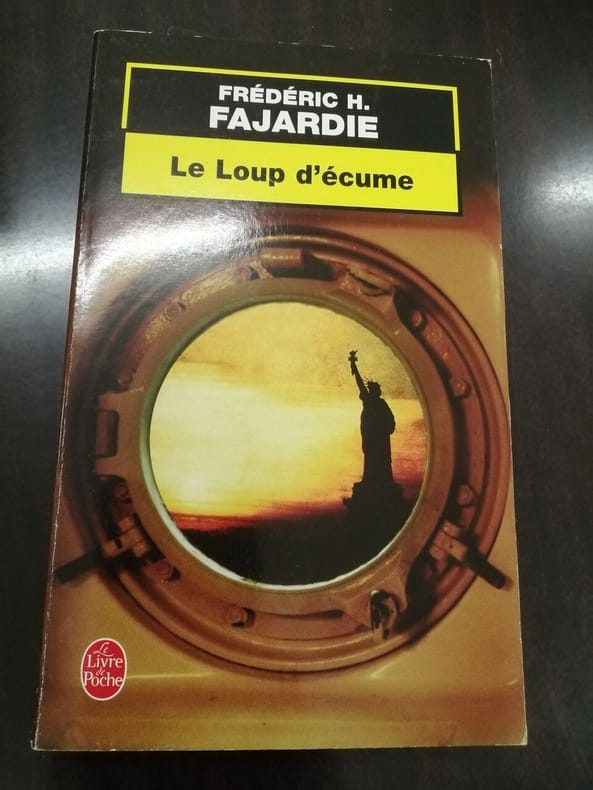 FRÉDÉRIC H.
FAJARDIE
Le Loup d'écume
Le
Livre
de
Poche